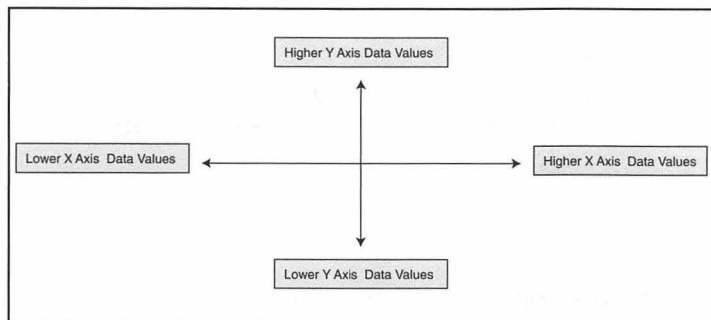 Higher Y Axis Data Values
Lower X Axis Data Values
Higher X Axis Data Values
Lower Y Axis Data Values